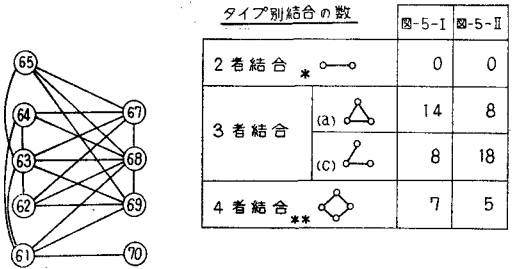 タイプ別結合の数
図-5-I 図-5-II
2者結合 * 0 0
3者結合 (a) 14 8
(c) 8 18
4者結合 ** 7 5
65
64 67
63 68
62 69
61 70